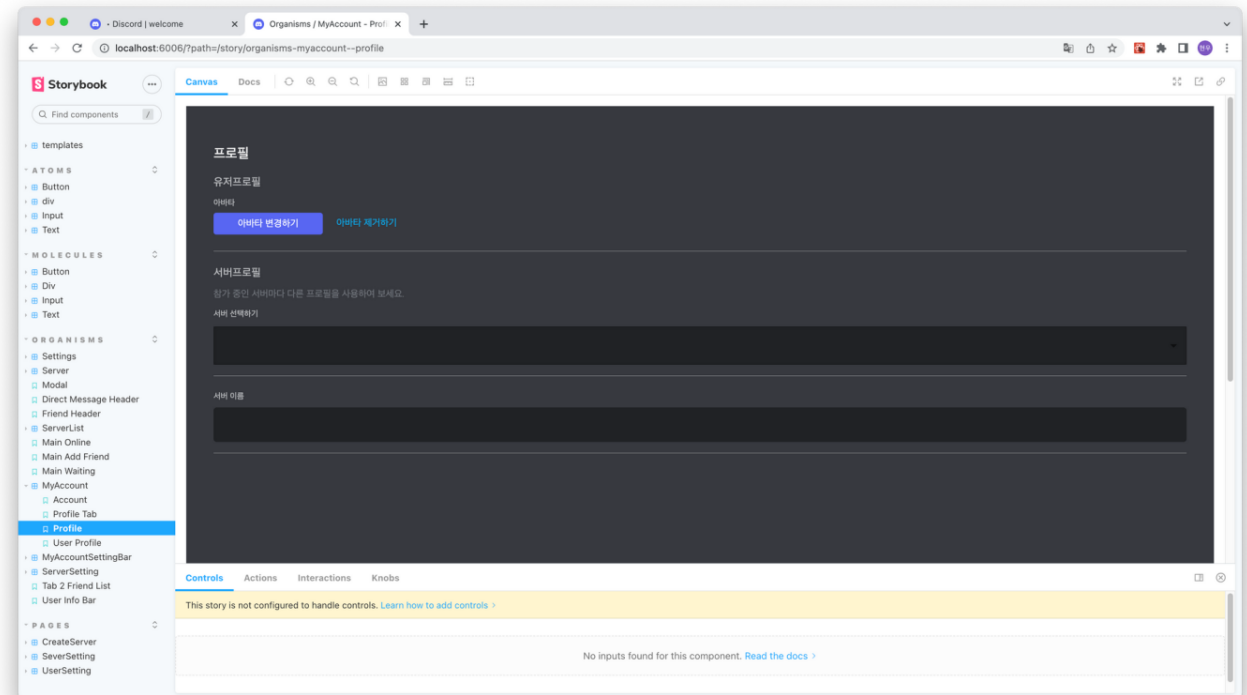 - Discord | welcome
Organisms / MyAccount - Prof
localhost:6006/?path=/story/organisms-myaccount--profile
현우
S Storybook
Find components /
templates
ATOMS
Button
div
Input
Text
MOLECULES
Button
Div
Input
Text
ORGANISMS
Settings
Server
Modal
Direct Message Header
Friend Header
ServerList
Main Online
Main Add Friend
Main Waiting
MyAccount
Account
Profile Tab
Profile
User Profile
MyAccountSettingBar
ServerSetting
Tab 2 Friend List
User Info Bar
PAGES
CreateServer
SeverSetting
UserSetting
Canvas Docs
프로필
유저프로필
아바타
아바타 변경하기 아바타 제거하기
서버프로필
참가 중인 서버마다 다른 프로필을 사용하여 보세요.
서버 선택하기
서버 이름
Controls Actions Interactions Knobs
This story is not configured to handle controls. Learn how to add controls
No inputs found for this component. Read the docs